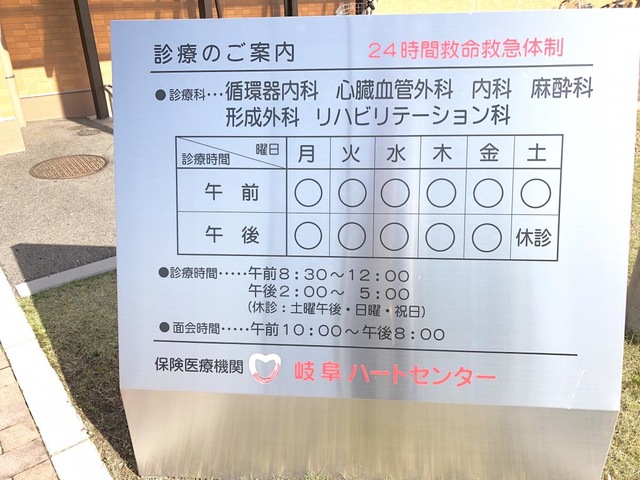 診療のご案内 24時間救命救急体制
●診療科…循環器内科 心臓血管外科 内科 麻酔科
形成外科 リハビリテーション科
曜日 診療時間 月 火 水 木 金 土
午前 ○ ○ ○ ○ ○ ○
午後 ○ ○ ○ ○ ○ 休診
●診療時間‥‥‥午前8:30〜12:00
午後2:00〜 5:00
(休診:土曜午後・日曜・祝日)
●面会時間‥‥‥午前10:00〜午後8:00
保険医療機関 岐阜ハートセンター